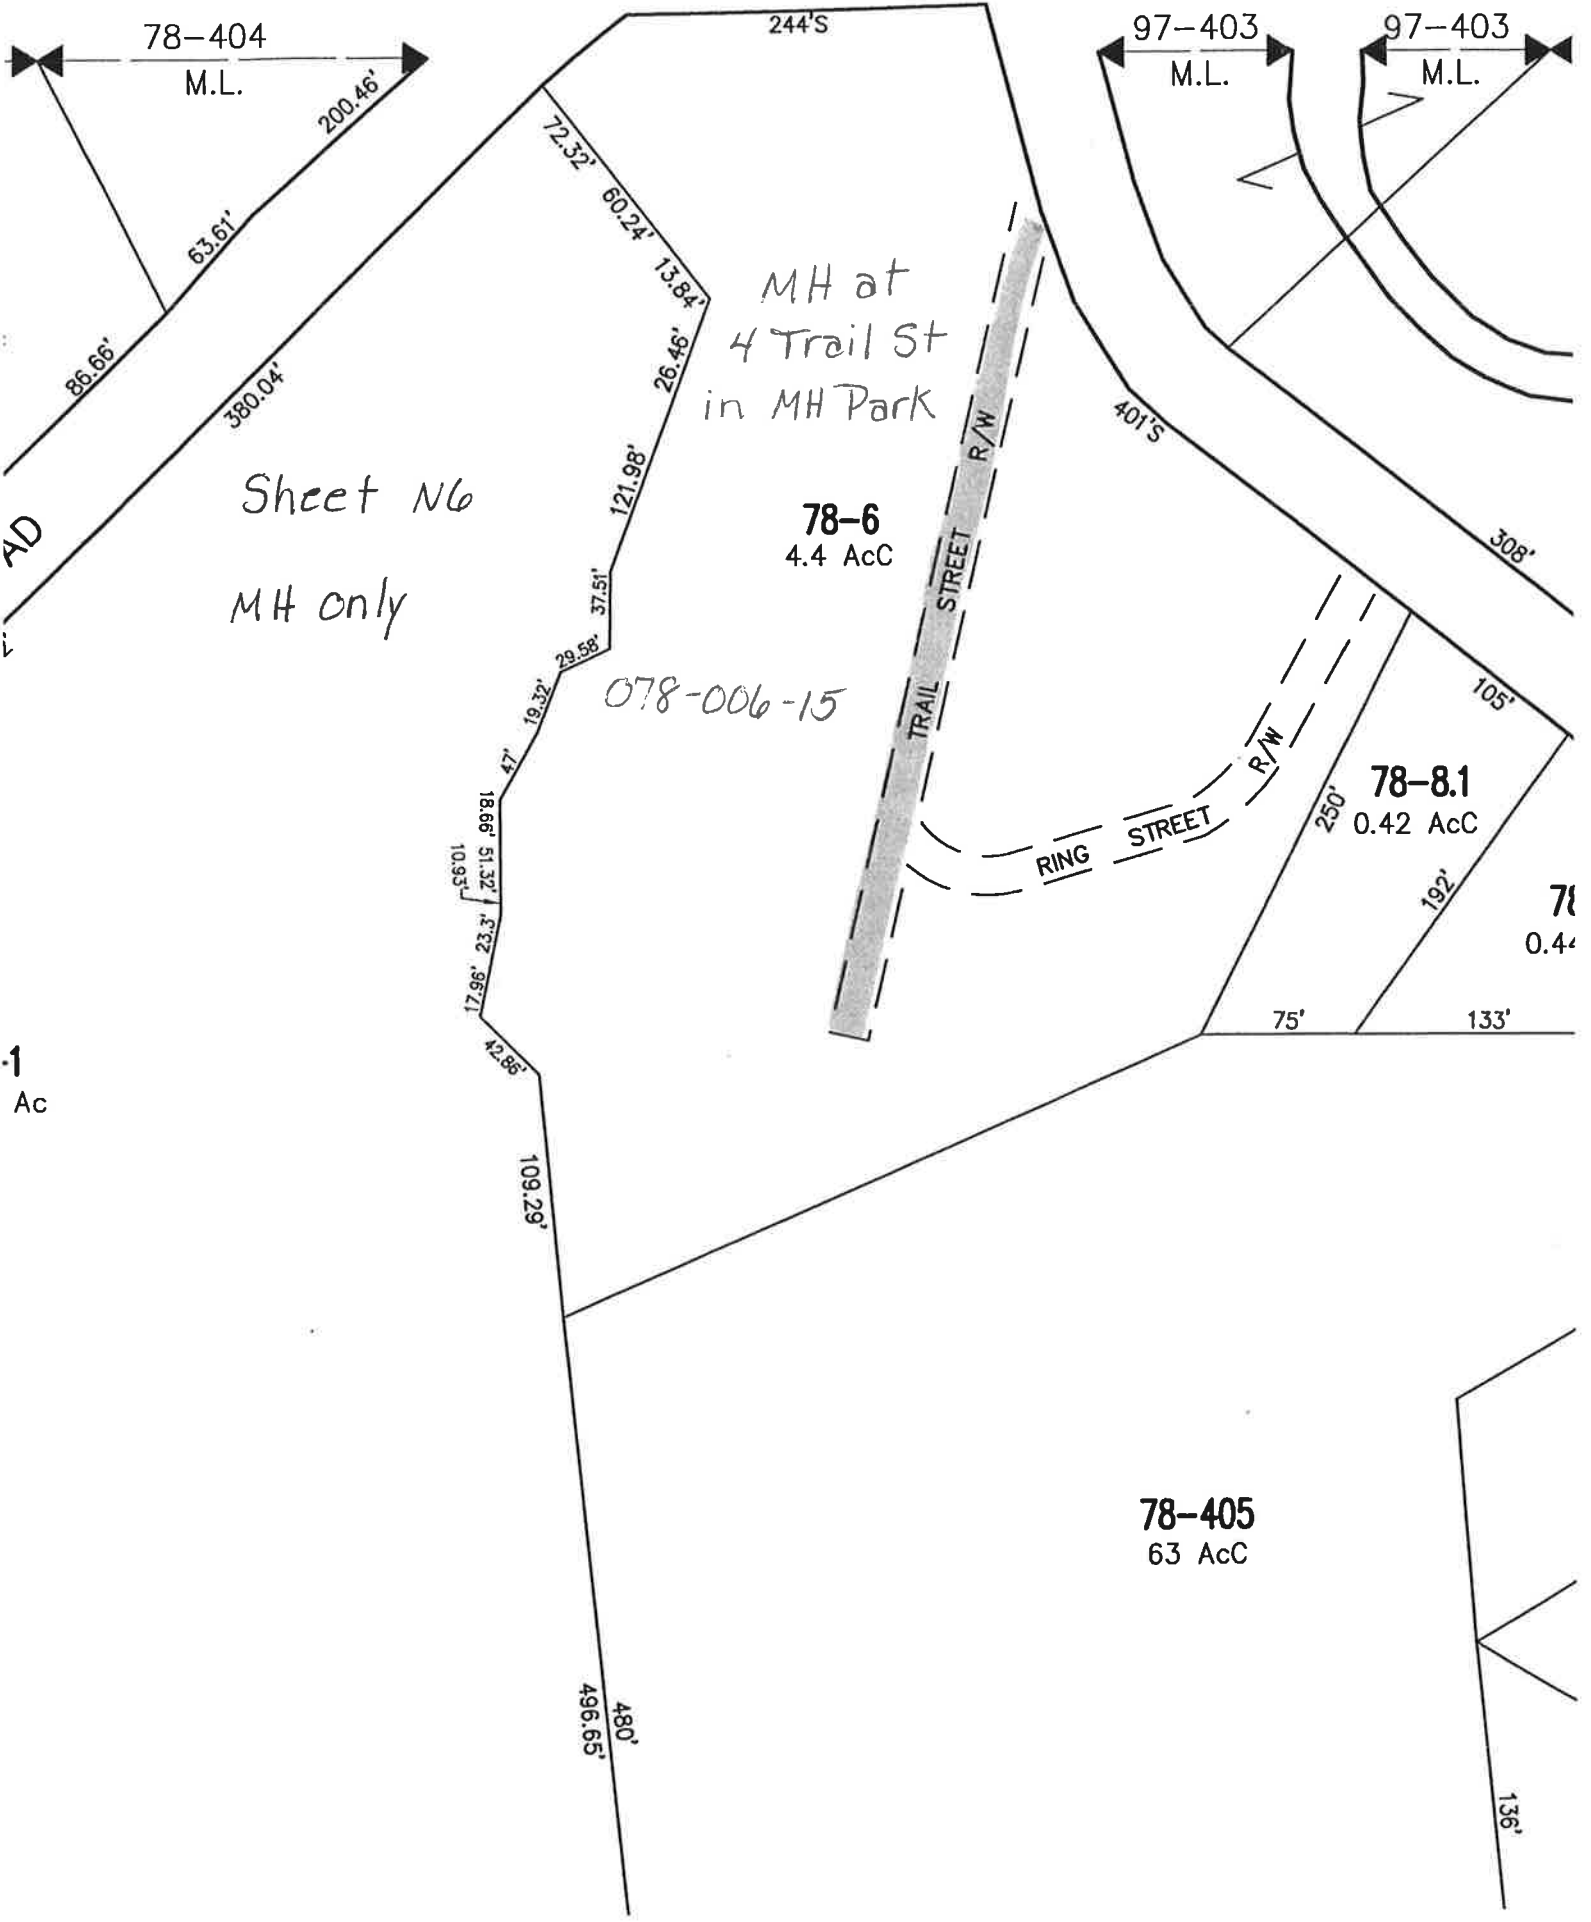 78-404
M.L.
244'S
97-403
M.L.
97-403
M.L.
200.46'
63.61'
86.66'
380.04'
72.32'
60.24'
13.84'
26.46'
121.98'
37.51'
29.58'
19.32'
47'
18.66'
51.32'
10.93'
23.3'
17.96'
42.86'
109.29'
MH at
4 Trail St
in MH Park
Sheet N6
MH only
AD
78-6
4.4 AcC
078-006-15
TRAIL STREET R/W
RING STREET R/W
401'S
308'
105'
78-8.1
0.42 AcC
250'
192'
78
0.44
75'
133'
-1
Ac
78-405
63 AcC
496.65'
480'
136'